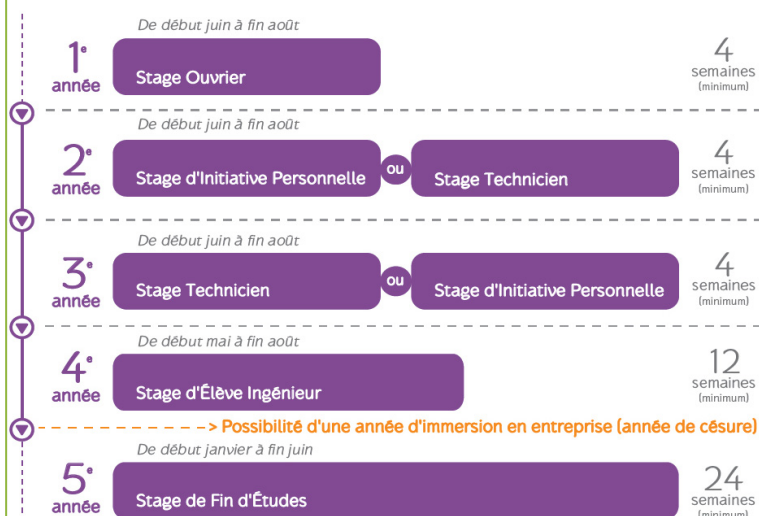 De début juin à fin août
1e
année
Stage Ouvrier
4
semaines
(minimum)
De début juin à fin août
2e
année
Stage d'Initiative Personnelle
ou
Stage Technicien
4
semaines
(minimum)
De début juin à fin août
3e
année
Stage Technicien
ou
Stage d'Initiative Personnelle
4
semaines
(minimum)
De début mai à fin août
4e
année
Stage d'Élève Ingénieur
12
semaines
(minimum)
> Possibilité d'une année d'immersion en entreprise (année de césure)
De début janvier à fin juin
5e
année
Stage de Fin d'Études
24
semaines
(minimum)